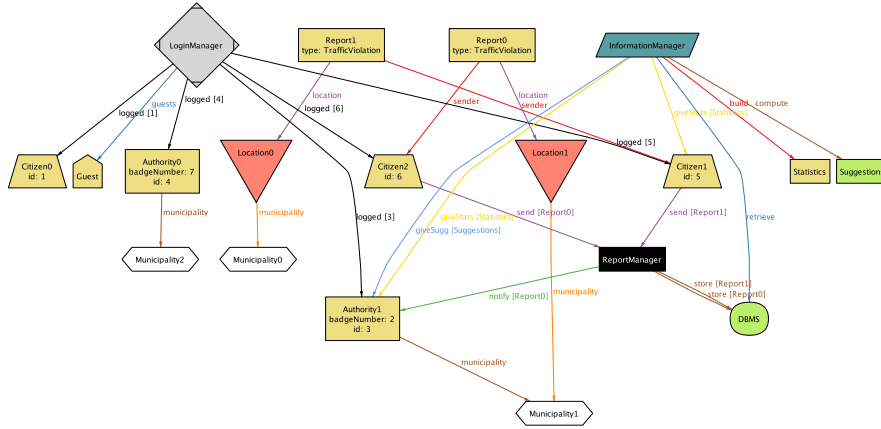 LoginManager
Report1
type: TrafficViolation
Report0
type: TrafficViolation
InformationManager
guests
logged [4]
logged [1]
location
logged [6]
sender
location
sender
giveStats [Statistics]
build
compute
logged [5]
Citizen0
id: 1
Guest
Authority0
badgeNumber: 7
id: 4
Location0
Citizen2
id: 6
Location1
Citizen1
id: 5
Statistics
Suggestion
municipality
municipality
logged [3]
giveStats [Statistics]
giveSugg [Suggestions]
send [Report0]
send [Report1]
retrieve
Municipality2
Municipality0
ReportManager
notify [Report0]
municipality
store [Report1]
store [Report0]
Authority1
badgeNumber: 2
id: 3
DBMS
municipality
Municipality1